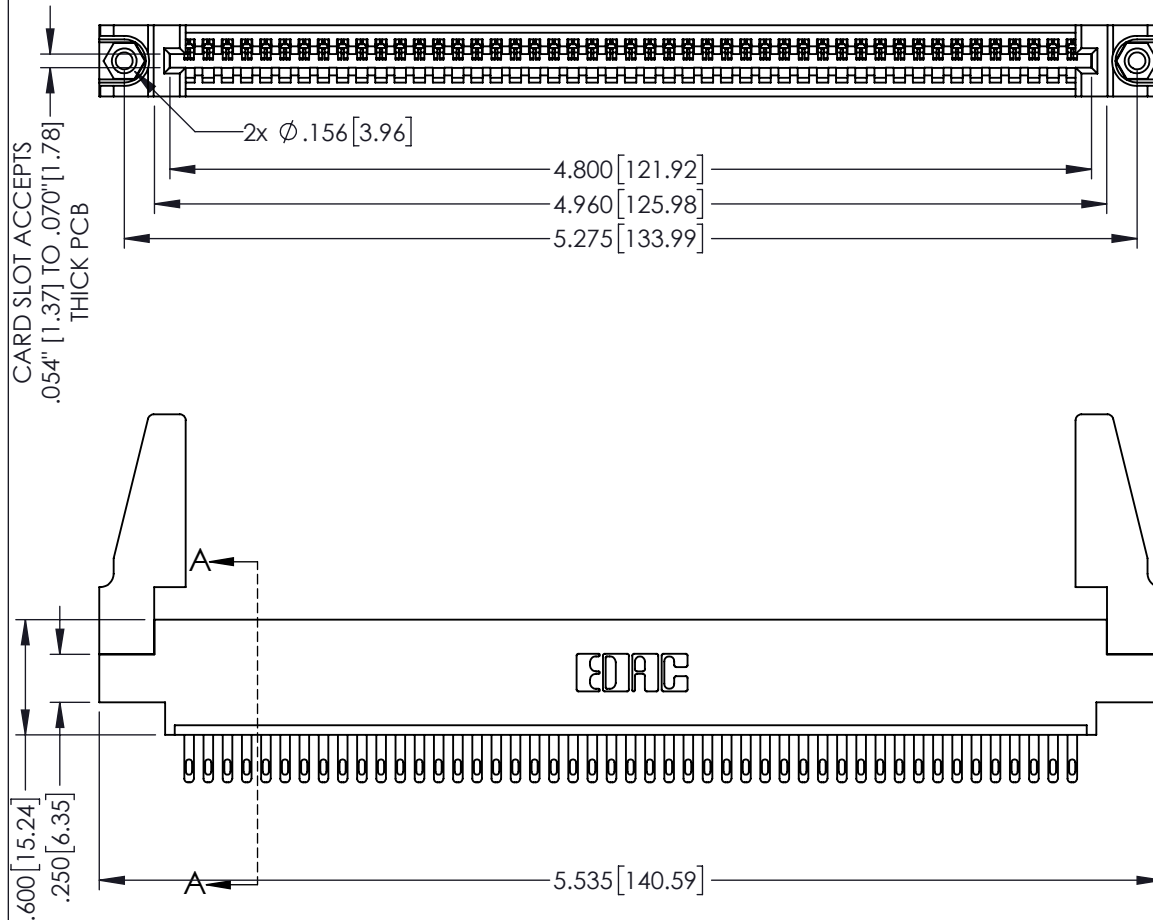 2x Ø .156[3.96]
4.800[121.92]
4.960[125.98]
5.275[133.99]
CARD SLOT ACCEPTS
.054" [1.37] TO .070"[1.78]
THICK PCB
A
EDAC
.600[15.24]
.250[6.35]
A
5.535[140.59]